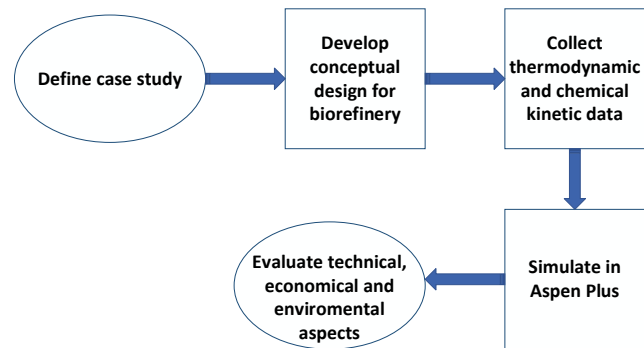 Define case study
Develop
conceptual
design for
biorefinery
Collect
thermodynamic
and chemical
kinetic data
Simulate in
Aspen Plus
Evaluate technical,
economical and
enviromental
aspects